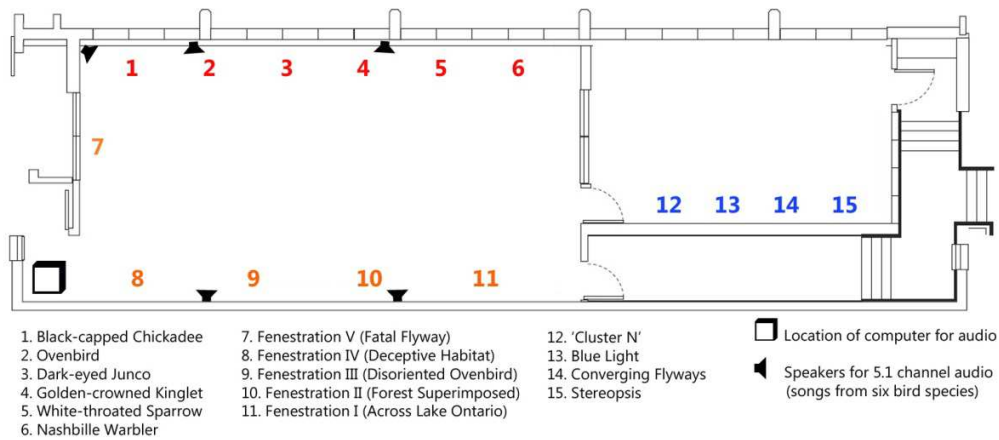 1 2 3 4 5 6
7
12 13 14 15
8 9 10 11
1. Black-capped Chickadee
2. Ovenbird
3. Dark-eyed Junco
4. Golden-crowned Kinglet
5. White-throated Sparrow
6. Nashbille Warbler
7. Fenestration V (Fatal Flyway)
8. Fenestration IV (Deceptive Habitat)
9. Fenestration III (Disoriented Ovenbird)
10. Fenestration II (Forest Superimposed)
11. Fenestration I (Across Lake Ontario)
12. ‘Cluster N’
13. Blue Light
14. Converging Flyways
15. Stereopsis
Location of computer for audio
Speakers for 5.1 channel audio
(songs from six bird species)